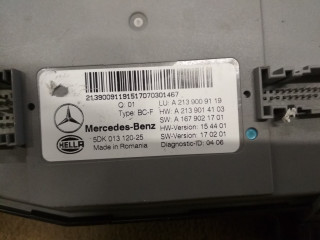 21390091191517070301467
Q: 01
LU: A 213 900 91 19
Type: BC-F
HW: A 213 901 41 03
SW: A 167 902 17 01
Mercedes-Benz
HW-Version: 15 44 01
HELLA
5DK 013 120-25
SW-Version: 17 02 01
Made in Romania
Diagnostic-ID: 04 06